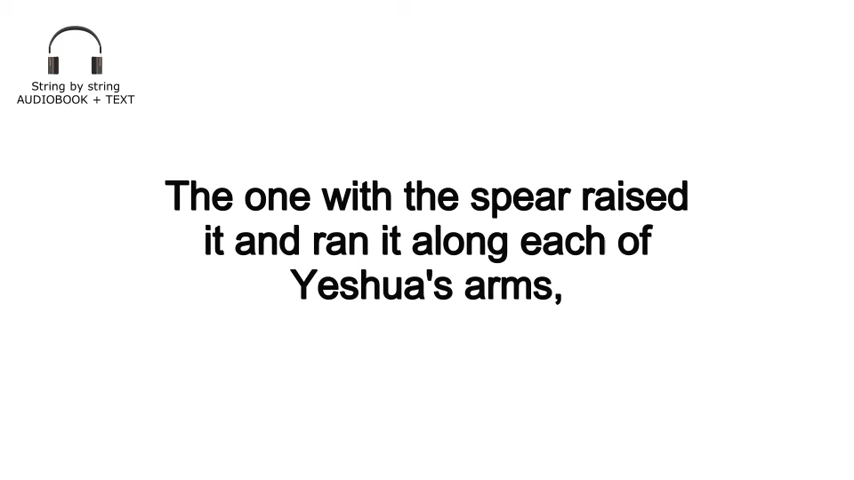 String by string
AUDIOBOOK + TEXT
The one with the spear raised
it and ran it along each of
Yeshua's arms,